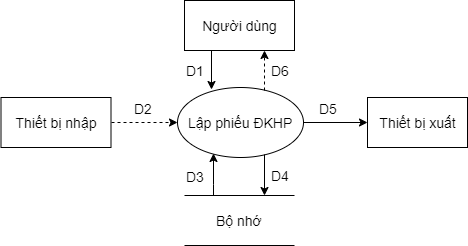 Người dùng
D1
D6
Thiết bị nhập
D2
Lập phiếu ĐKHP
D5
Thiết bị xuất
D3
D4
Bộ nhớ